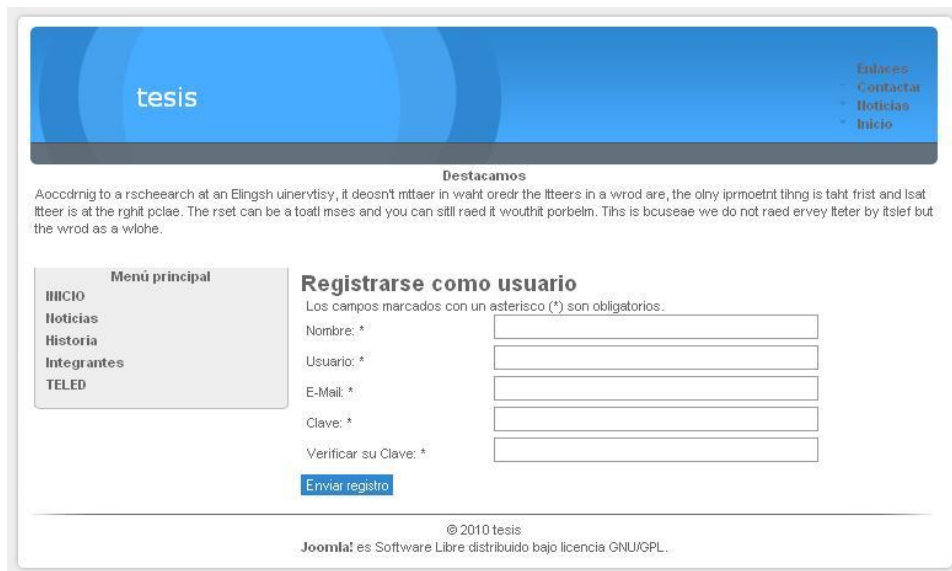 tesis
Enlaces
Contactar
Noticias
Inicio
Destacamos
Aoccdrnig to a rscheearch at an Elingsh uinervtisy, it deosn't mttaer in waht oredr the ltteers in a wrod are, the olny iprmoetnt tihng is taht frist and lsat
ltteer is at the rghit pclae. The rset can be a toatl mses and you can sitll raed it wouthit porbelm. Tihs is bcuseae we do not raed ervey lteter by itslef but
the wrod as a wlohe.
Menú principal
INICIO
Noticias
Historia
Integrantes
TELED
Registrarse como usuario
Los campos marcados con un asterisco (*) son obligatorios.
Nombre: *
Usuario: *
E-Mail: *
Clave: *
Verificar su Clave: *
Enviar registro
© 2010 tesis
Joomla! es Software Libre distribuido bajo licencia GNU/GPL.